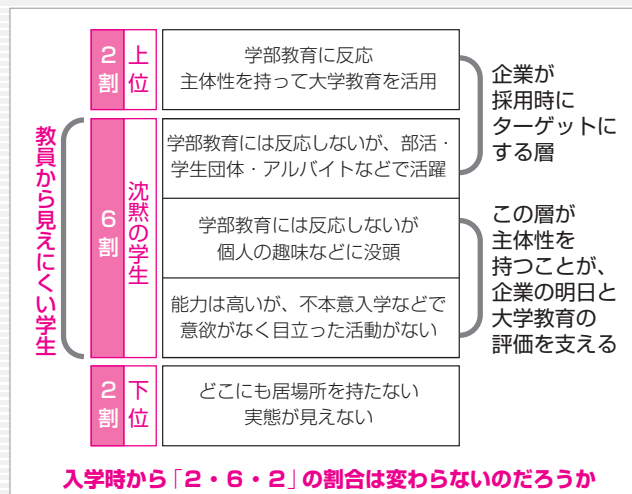 2割
上位
学部教育に反応
主体性を持って大学教育を活用
企業が
採用時に
ターゲットに
する層
教員から見えにくい学生
6割
沈黙の学生
学部教育には反応しないが、部活・
学生団体・アルバイトなどで活躍
学部教育には反応しないが
個人の趣味などに没頭
能力は高いが、不本意入学などで
意欲がなく目立った活動がない
この層が
主体性を
持つことが、
企業の明日と
大学教育の
評価を支える
2割
下位
どこにも居場所を持たない
実態が見えない
入学時から「2・6・2」の割合は変わらないのだろうか